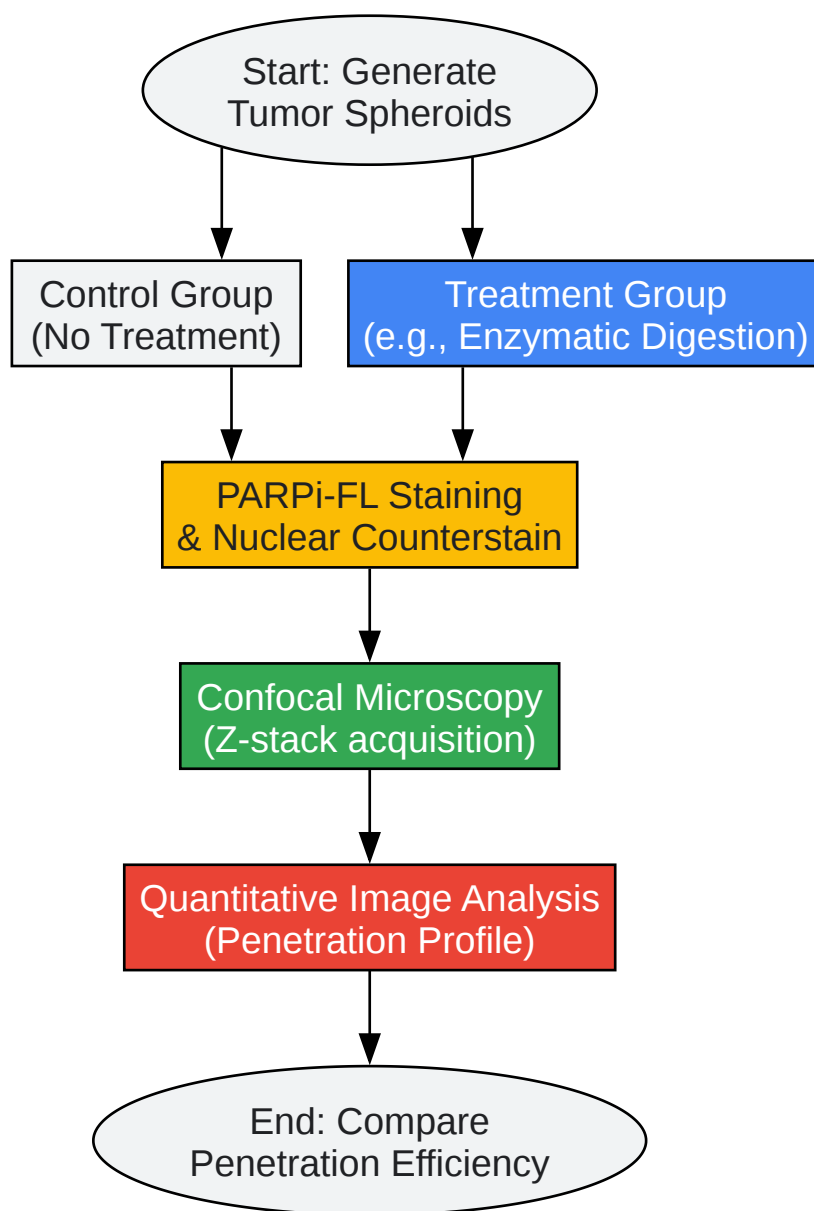 Start: Generate
Tumor Spheroids
Control Group
(No Treatment)
Treatment Group
(e.g., Enzymatic Digestion)
PARPi-FL Staining
& Nuclear Counterstain
Confocal Microscopy
(Z-stack acquisition)
Quantitative Image Analysis
(Penetration Profile)
End: Compare
Penetration Efficiency